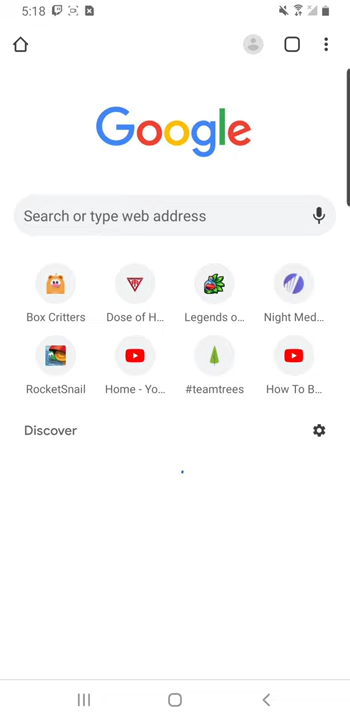 5:18
Google
Search or type web address
Box Critters
Dose of H...
Legends o...
Night Med...
RocketSnail
Home - Yo...
#teamtrees
How To B...
Discover